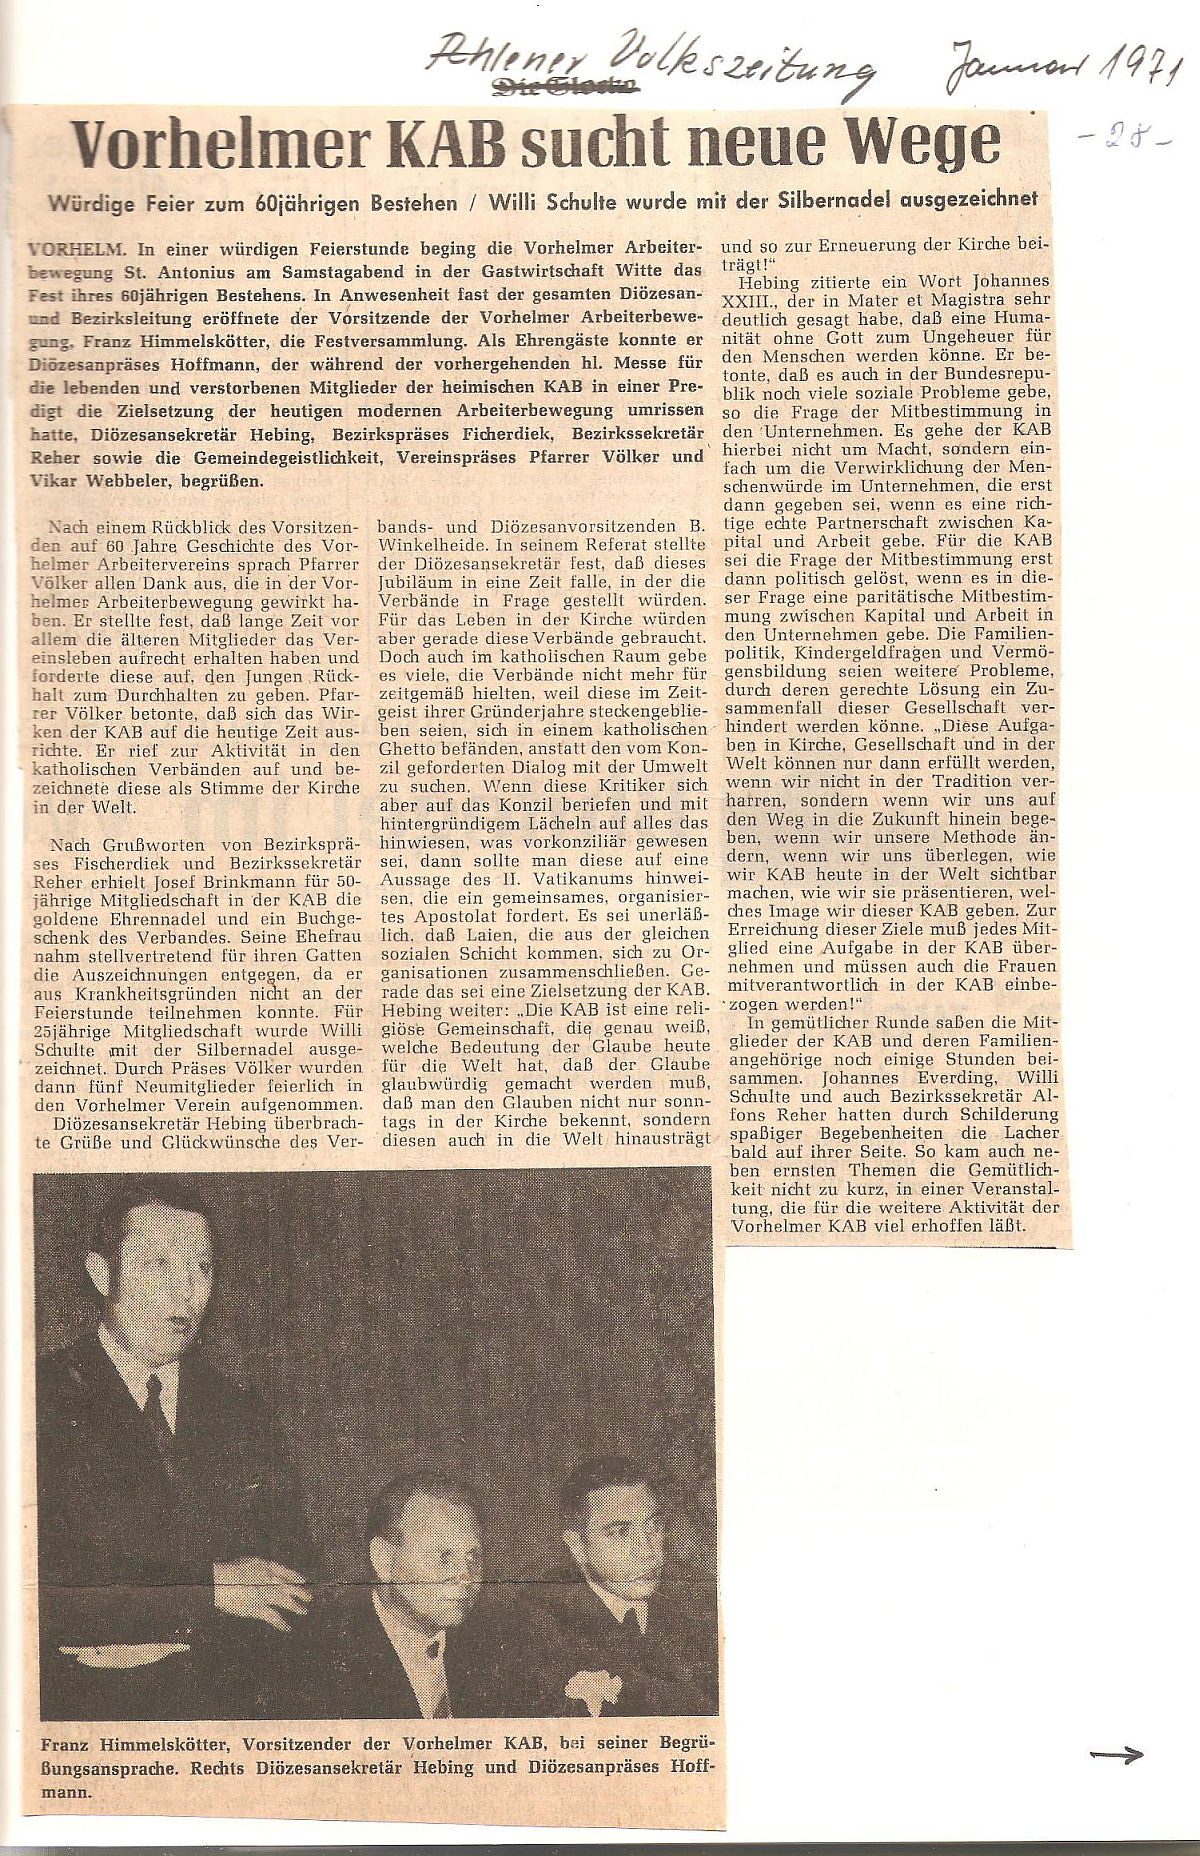 Ahlener Volkszeitung Januar 1971
Die Glocke
- 28 -
Vorhelmer KAB sucht neue Wege
Würdige Feier zum 60jährigen Bestehen / Willi Schulte wurde mit der Silbernadel ausgezeichnet
VORHELM. In einer würdigen Feierstunde beging die Vorhelmer Arbeiter-
bewegung St. Antonius am Samstagabend in der Gastwirtschaft Witte das
Fest ihres 60jährigen Bestehens. In Anwesenheit fast der gesamten Diözesan-
und Bezirksleitung eröffnete der Vorsitzende der Vorhelmer Arbeiterbewe-
gung, Franz Himmelskötter, die Festversammlung. Als Ehrengäste konnte er
Diözesanpräses Hoffmann, der während der vorhergehenden hl. Messe für
die lebenden und verstorbenen Mitglieder der heimischen KAB in einer Pre-
digt die Zielsetzung der heutigen modernen Arbeiterbewegung umrissen
hatte, Diözesansekretär Hebing, Bezirkspräses Ficherdiek, Bezirkssekretär
Reher sowie die Gemeindegeistlichkeit, Vereinspräses Pfarrer Völker und
Vikar Webbeler, begrüßen.
Nach einem Rückblick des Vorsitzen-
den auf 60 Jahre Geschichte des Vor-
helmer Arbeitervereins sprach Pfarrer
Völker allen Dank aus, die in der Vor-
helmer Arbeiterbewegung gewirkt ha-
ben. Er stellte fest, daß lange Zeit vor
allem die älteren Mitglieder das Ver-
einsleben aufrecht erhalten haben und
forderte diese auf, den Jungen Rück-
halt zum Durchhalten zu geben. Pfar-
rer Völker betonte, daß sich das Wir-
ken der KAB auf die heutige Zeit aus-
richte. Er rief zur Aktivität in den
katholischen Verbänden auf und be-
zeichnete diese als Stimme der Kirche
in der Welt.
Nach Grußworten von Bezirksprä-
ses Fischerdiek und Bezirkssekretär
Reher erhielt Josef Brinkmann für 50-
jährige Mitgliedschaft in der KAB die
goldene Ehrennadel und ein Buchge-
schenk des Verbandes. Seine Ehefrau
nahm stellvertretend für ihren Gatten
die Auszeichnungen entgegen, da er
aus Krankheitsgründen nicht an der
Feierstunde teilnehmen konnte. Für
25jährige Mitgliedschaft wurde Willi
Schulte mit der Silbernadel ausge-
zeichnet. Durch Präses Völker wurden
dann fünf Neumitglieder feierlich in
den Vorhelmer Verein aufgenommen.
Diözesansekretär Hebing überbrach-
te Grüße und Glückwünsche des Ver-
bands- und Diözesanvorsitzenden B.
Winkelheide. In seinem Referat stellte
der Diözesansekretär fest, daß dieses
Jubiläum in eine Zeit falle, in der die
Verbände in Frage gestellt würden.
Für das Leben in der Kirche würden
aber gerade diese Verbände gebraucht.
Doch auch im katholischen Raum gebe
es viele, die Verbände nicht mehr für
zeitgemäß hielten, weil diese im Zeit-
geist ihrer Gründerjahre steckengeblie-
ben seien, sich in einem katholischen
Ghetto befänden, anstatt den vom Kon-
zil geforderten Dialog mit der Umwelt
zu suchen. Wenn diese Kritiker sich
aber auf das Konzil beriefen und mit
hintergründigem Lächeln auf alles das
hinwiesen, was vorkonziliär gewesen
sei, dann sollte man diese auf eine
Aussage des II. Vatikanums hinwei-
sen, die ein gemeinsames, organisier-
tes Apostolat fordert. Es sei unerläß-
lich, daß Laien, die aus der gleichen
sozialen Schicht kommen, sich zu Or-
ganisationen zusammenschließen. Ge-
rade das sei eine Zielsetzung der KAB.
Hebing weiter: „Die KAB ist eine reli-
giöse Gemeinschaft, die genau weiß,
welche Bedeutung der Glaube heute
für die Welt hat, daß der Glaube
glaubwürdig gemacht werden muß,
daß man den Glauben nicht nur sonn-
tags in der Kirche bekennt, sondern
diesen auch in die Welt hinausträgt
und so zur Erneuerung der Kirche bei-
trägt!“
Hebing zitierte ein Wort Johannes
XXIII., der in Mater et Magistra sehr
deutlich gesagt habe, daß eine Huma-
nität ohne Gott zum Ungeheuer für
den Menschen werden könne. Er be-
tonte, daß es auch in der Bundesrepu-
blik noch viele soziale Probleme gebe,
so die Frage der Mitbestimmung in
den Unternehmen. Es gehe der KAB
hierbei nicht um Macht, sondern ein-
fach um die Verwirklichung der Men-
schenwürde im Unternehmen, die erst
dann gegeben sei, wenn es eine rich-
tige echte Partnerschaft zwischen Ka-
pital und Arbeit gebe. Für die KAB
sei die Frage der Mitbestimmung erst
dann politisch gelöst, wenn es in die-
ser Frage eine paritätische Mitbestim-
mung zwischen Kapital und Arbeit in
den Unternehmen gebe. Die Familien-
politik, Kindergeldfragen und Vermö-
gensbildung seien weitere Probleme,
durch deren gerechte Lösung ein Zu-
sammenfall dieser Gesellschaft ver-
hindert werden könne. „Diese Aufga-
ben in Kirche, Gesellschaft und in der
Welt können nur dann erfüllt werden,
wenn wir nicht in der Tradition ver-
harren, sondern wenn wir uns auf
den Weg in die Zukunft hinein bege-
ben, wenn wir unsere Methode än-
dern, wenn wir uns überlegen, wie
wir KAB heute in der Welt sichtbar
machen, wie wir sie präsentieren, wel-
ches Image wir dieser KAB geben. Zur
Erreichung dieser Ziele muß jedes Mit-
glied eine Aufgabe in der KAB über-
nehmen und müssen auch die Frauen
mitverantwortlich in der KAB einbe-
zogen werden!“
In gemütlicher Runde saßen die Mit-
glieder der KAB und deren Familien-
angehörige noch einige Stunden bei-
sammen. Johannes Everding, Willi
Schulte und auch Bezirkssekretär Al-
fons Reher hatten durch Schilderung
spaßiger Begebenheiten die Lacher
bald auf ihrer Seite. So kam auch ne-
ben ernsten Themen die Gemütlich-
keit nicht zu kurz, in einer Veranstal-
tung, die für die weitere Aktivität der
Vorhelmer KAB viel erhoffen läßt.
Franz Himmelskötter, Vorsitzender der Vorhelmer KAB, bei seiner Begrü-
ßungsansprache. Rechts Diözesansekretär Hebing und Diözesanpräses Hoff-
mann.